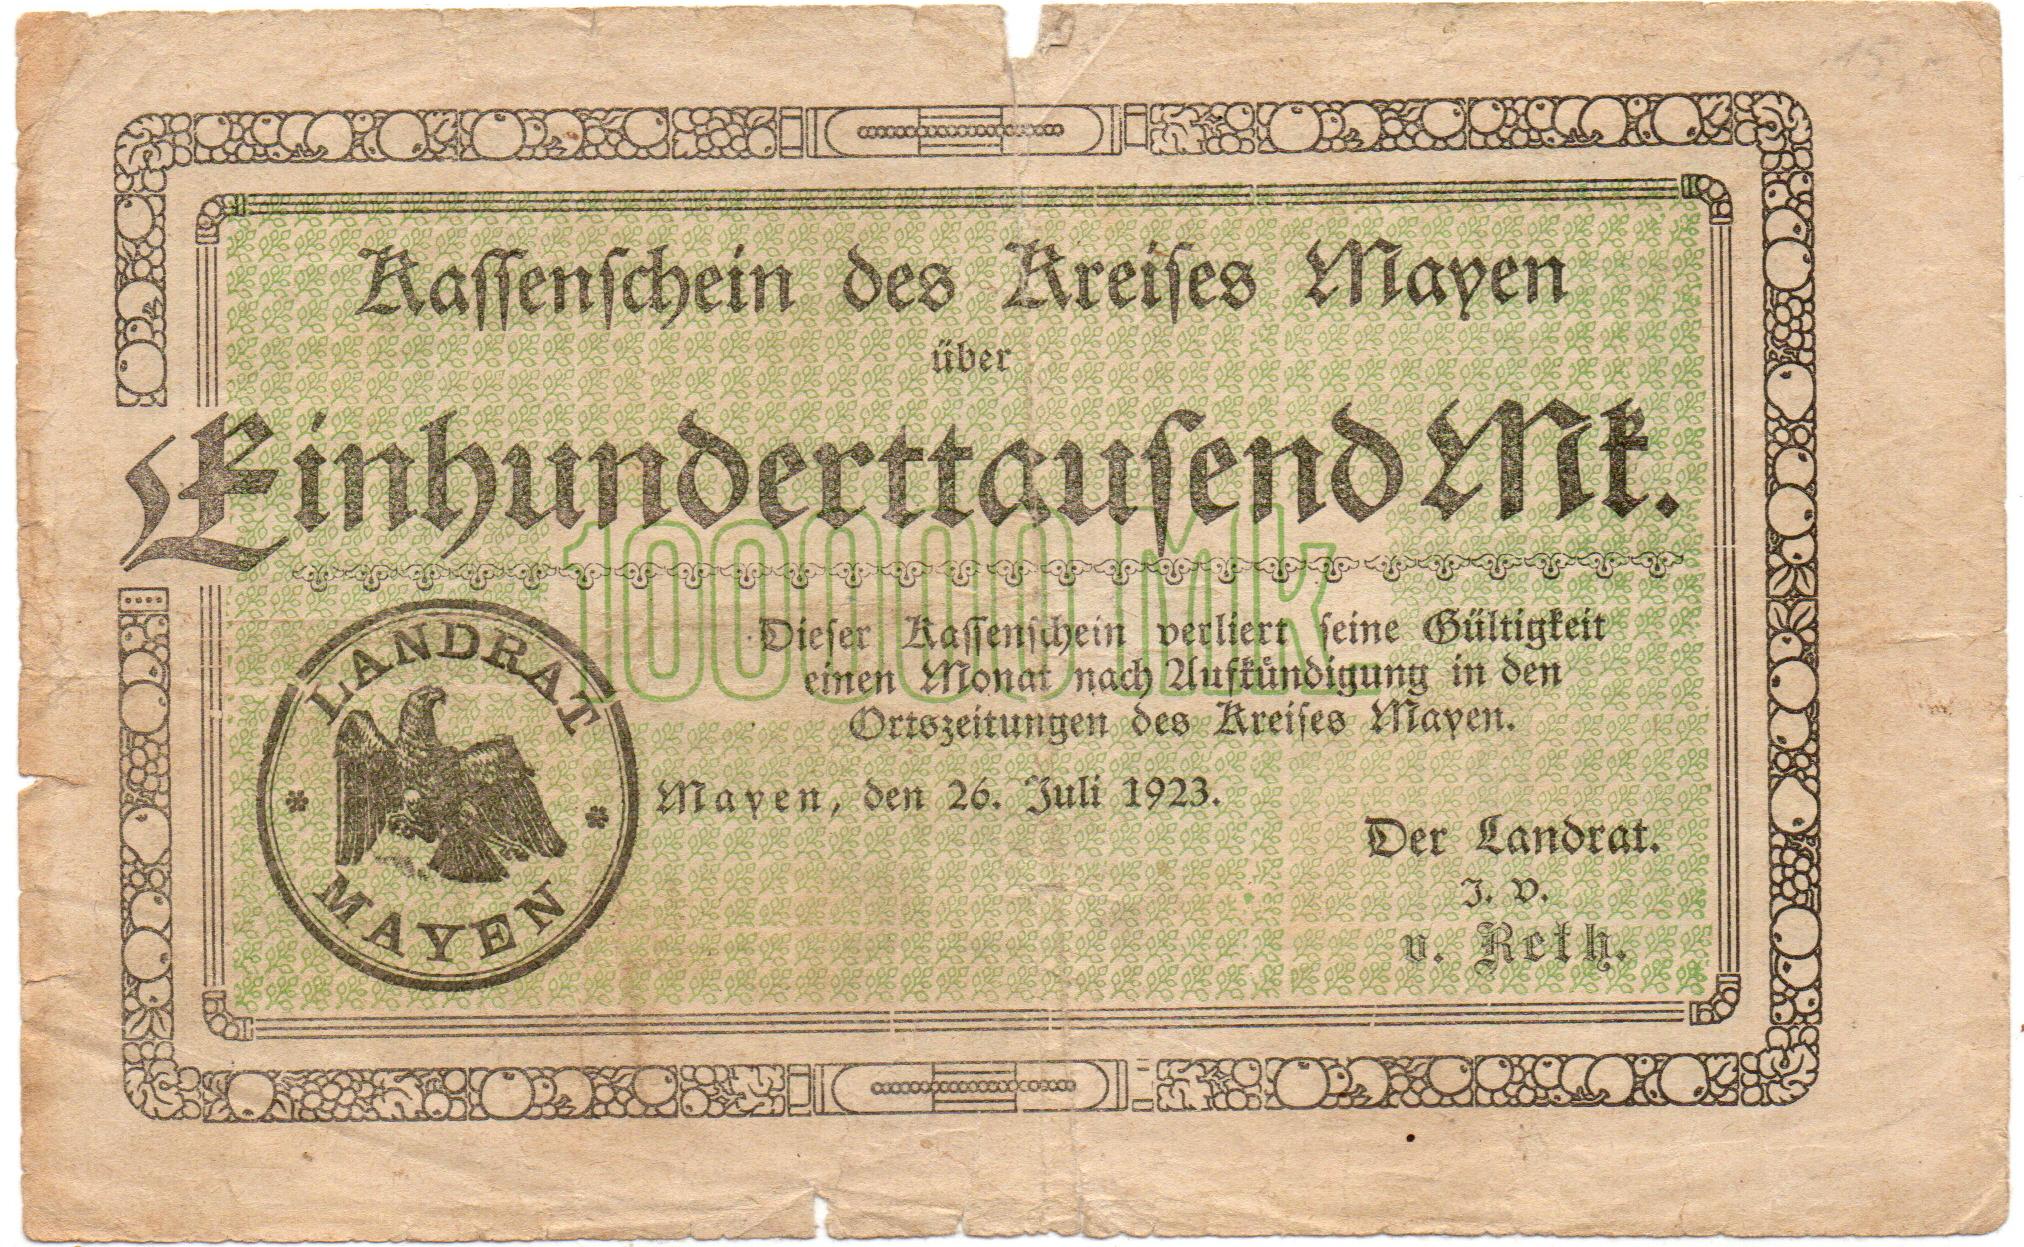 Kassenschein des Kreises Mayen
über
Einhunderttausend Mk.
100000 Mk
Dieser Kassenschein verliert seine Gültigkeit
einen Monat nach Aufkündigung in den
Ortszeitungen des Kreises Mayen.
LANDRAT
MAYEN
Mayen, den 26. Juli 1923.
Der Landrat.
J. V.
v. Reth.